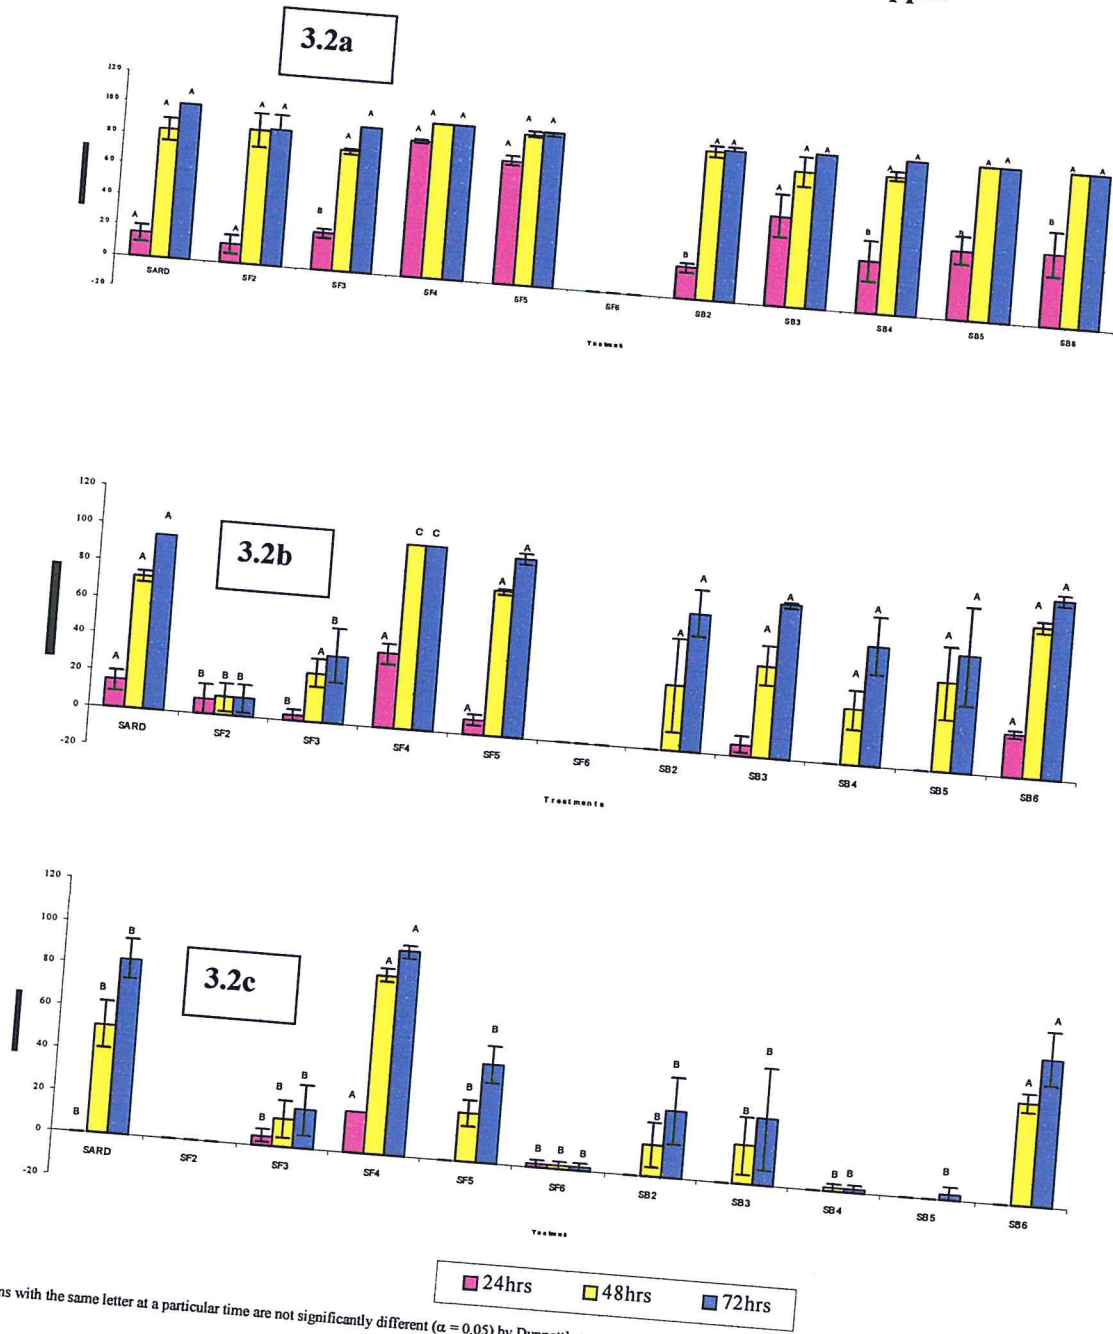 3.2a
120
100
80
60
40
20
0
-20
A A A
A A A
B A A
A A A
A A A
B A A
A A A
B A A
B A A
B A A
SARD SF2 SF3 SF4 SF5 SF6 SB2 SB3 SB4 SB5 SB6
3.2b
120
100
80
60
40
20
0
-20
A A A
B B B
B A B
A C C
A A A
A A
A A
A A
A A
A A A
SARD SF2 SF3 SF4 SF5 SF6 SB2 SB3 SB4 SB5 SB6
Treatments
3.2c
120
100
80
60
40
20
0
-20
B B B
B B B
A A A
B B
B B B
B B
B B
B B
B
A A
SARD SF2 SF3 SF4 SF5 SF6 SB2 SB3 SB4 SB5 SB6
24hrs 48hrs 72hrs
with the same letter at a particular time are not significantly different (α = 0.05) by